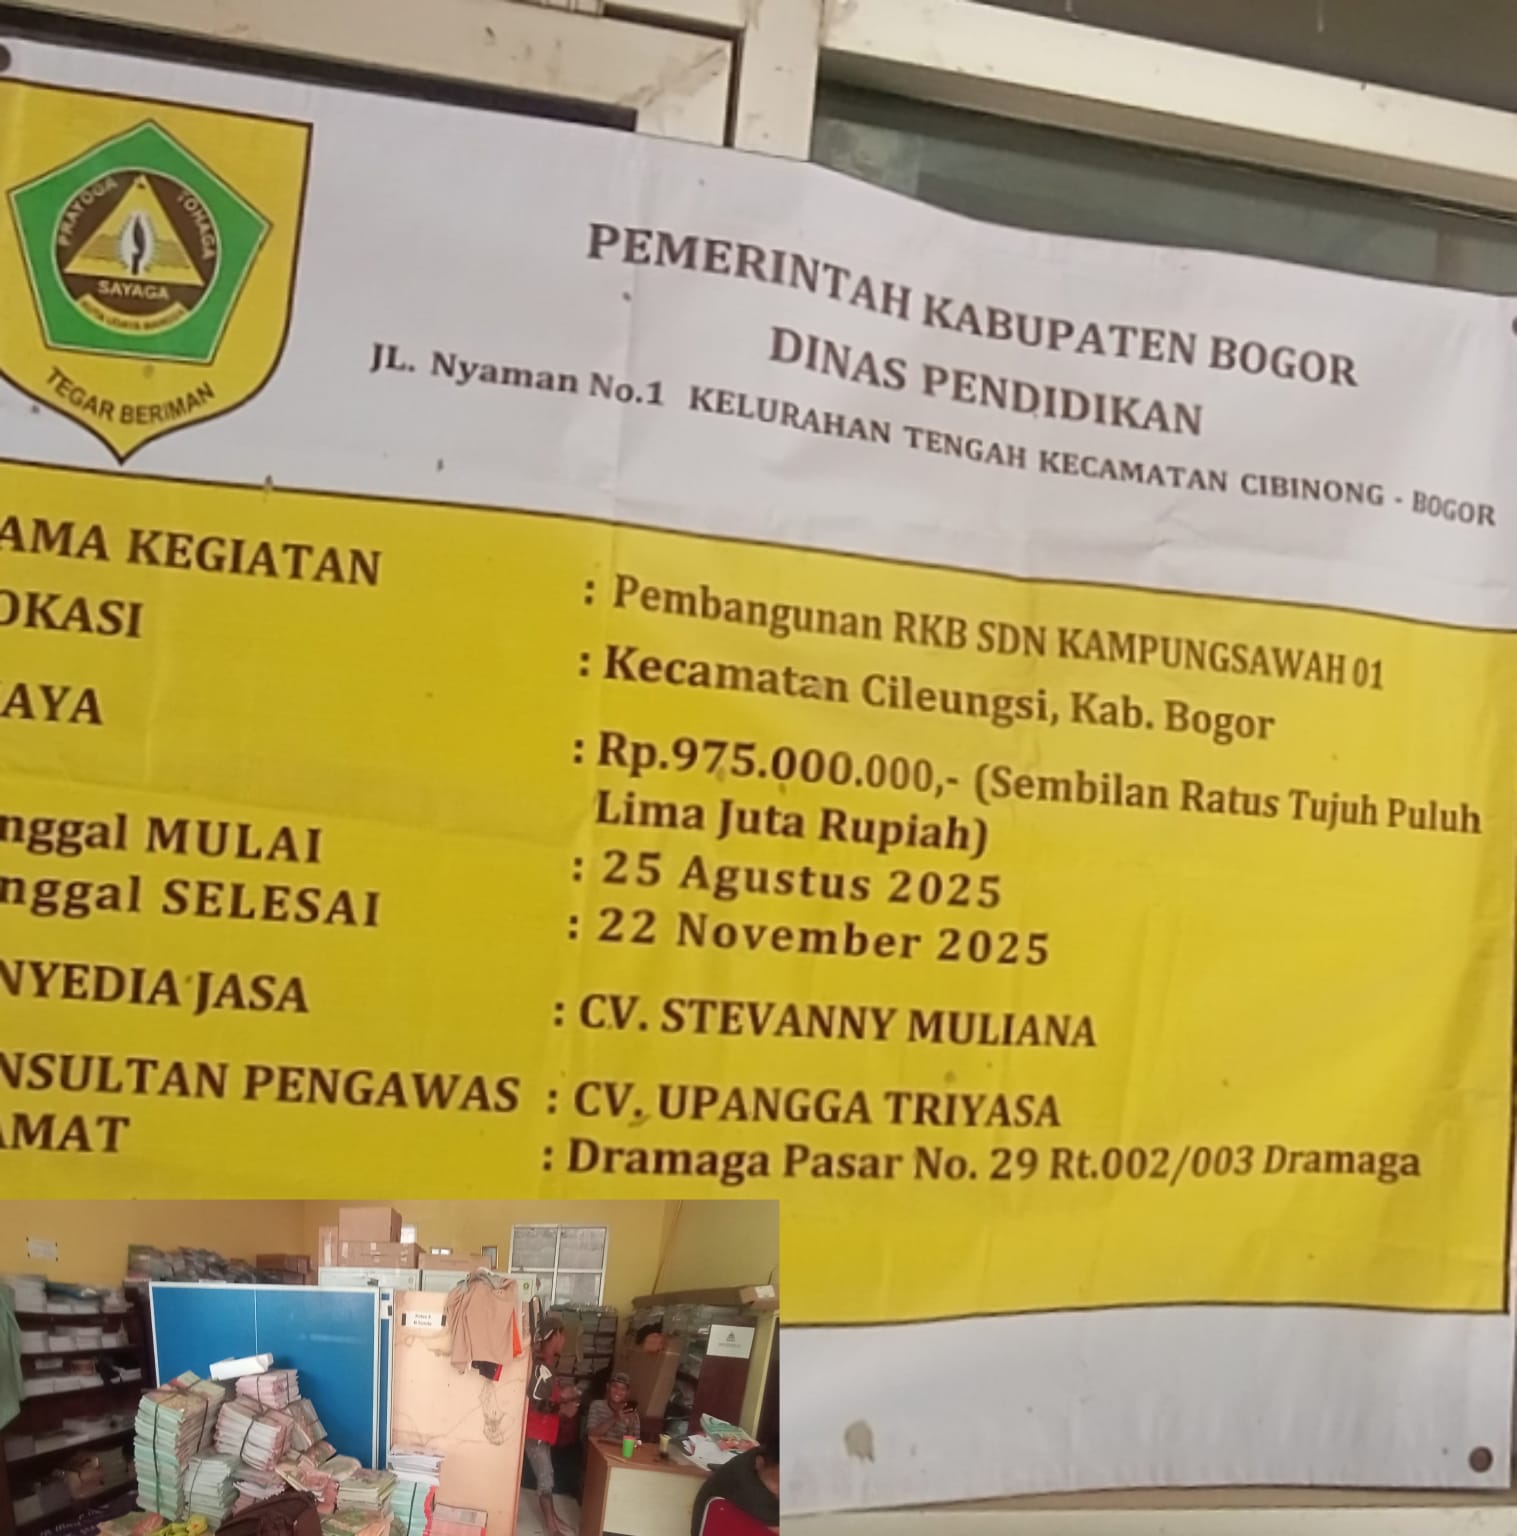 PRAYOGA TOHAGA
SAYAGA
TEGAR BERIMAN
PEMERINTAH KABUPATEN BOGOR
DINAS PENDIDIKAN
JL. Nyaman No.1 KELURAHAN TENGAH KECAMATAN CIBINONG - BOGOR
AMA KEGIATAN : Pembangunan RKB SDN KAMPUNGSAWAH 01
OKASI : Kecamatan Cileungsi, Kab. Bogor
AYA : Rp.975.000.000,- (Sembilan Ratus Tujuh Puluh
Lima Juta Rupiah)
nggal MULAI : 25 Agustus 2025
nggal SELESAI : 22 November 2025
NYEDIA JASA : CV. STEVANNY MULIANA
NSULTAN PENGAWAS : CV. UPANGGA TRIYASA
AMAT : Dramaga Pasar No. 29 Rt.002/003 Dramaga